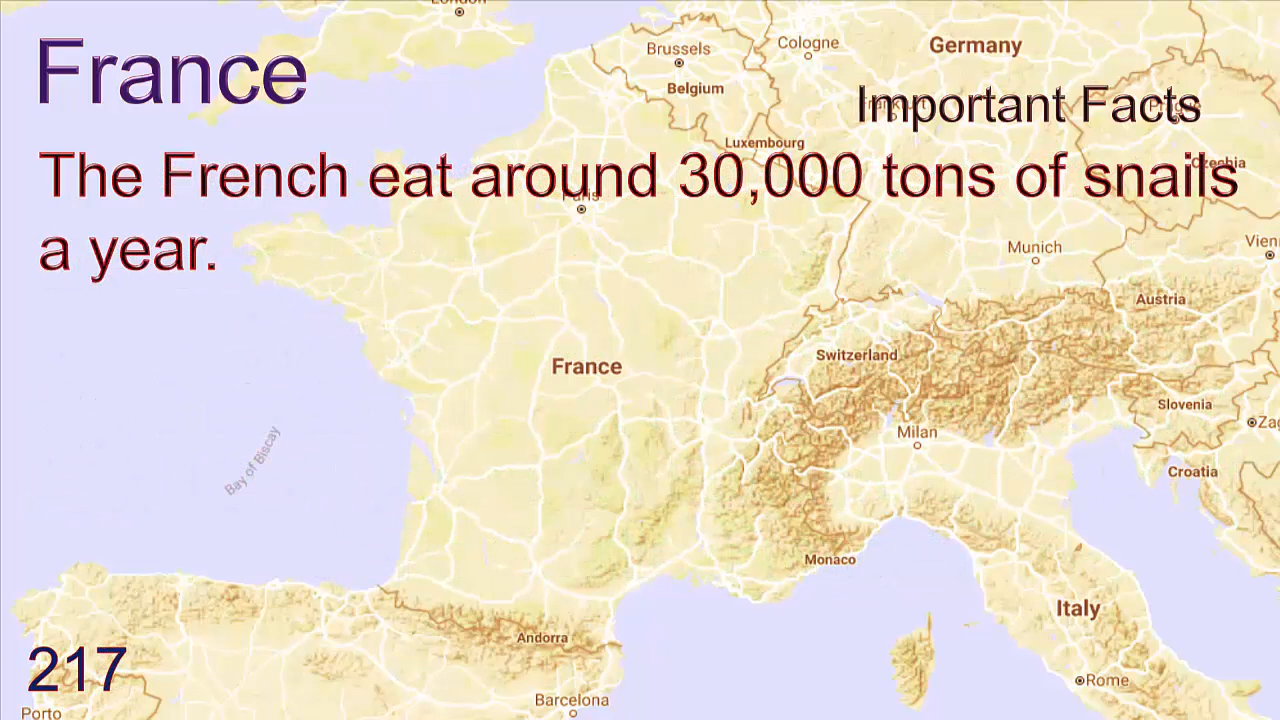 London
France
Brussels
Cologne
Germany
Belgium
Important Facts
Luxembourg
Czechia
The French eat around 30,000 tons of snails
Paris
a year.
Munich
Austria
Switzerland
France
Slovenia
Milan
Bay of Biscay
Croatia
Monaco
Italy
Andorra
217
Rome
Barcelona
Porto